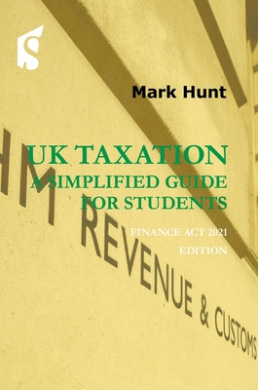 Mark Hunt
UK TAXATION
A SIMPLIFIED GUIDE
FOR STUDENTS
FINANCE ACT 2021
EDITION
HM REVENUE & CUSTOMS